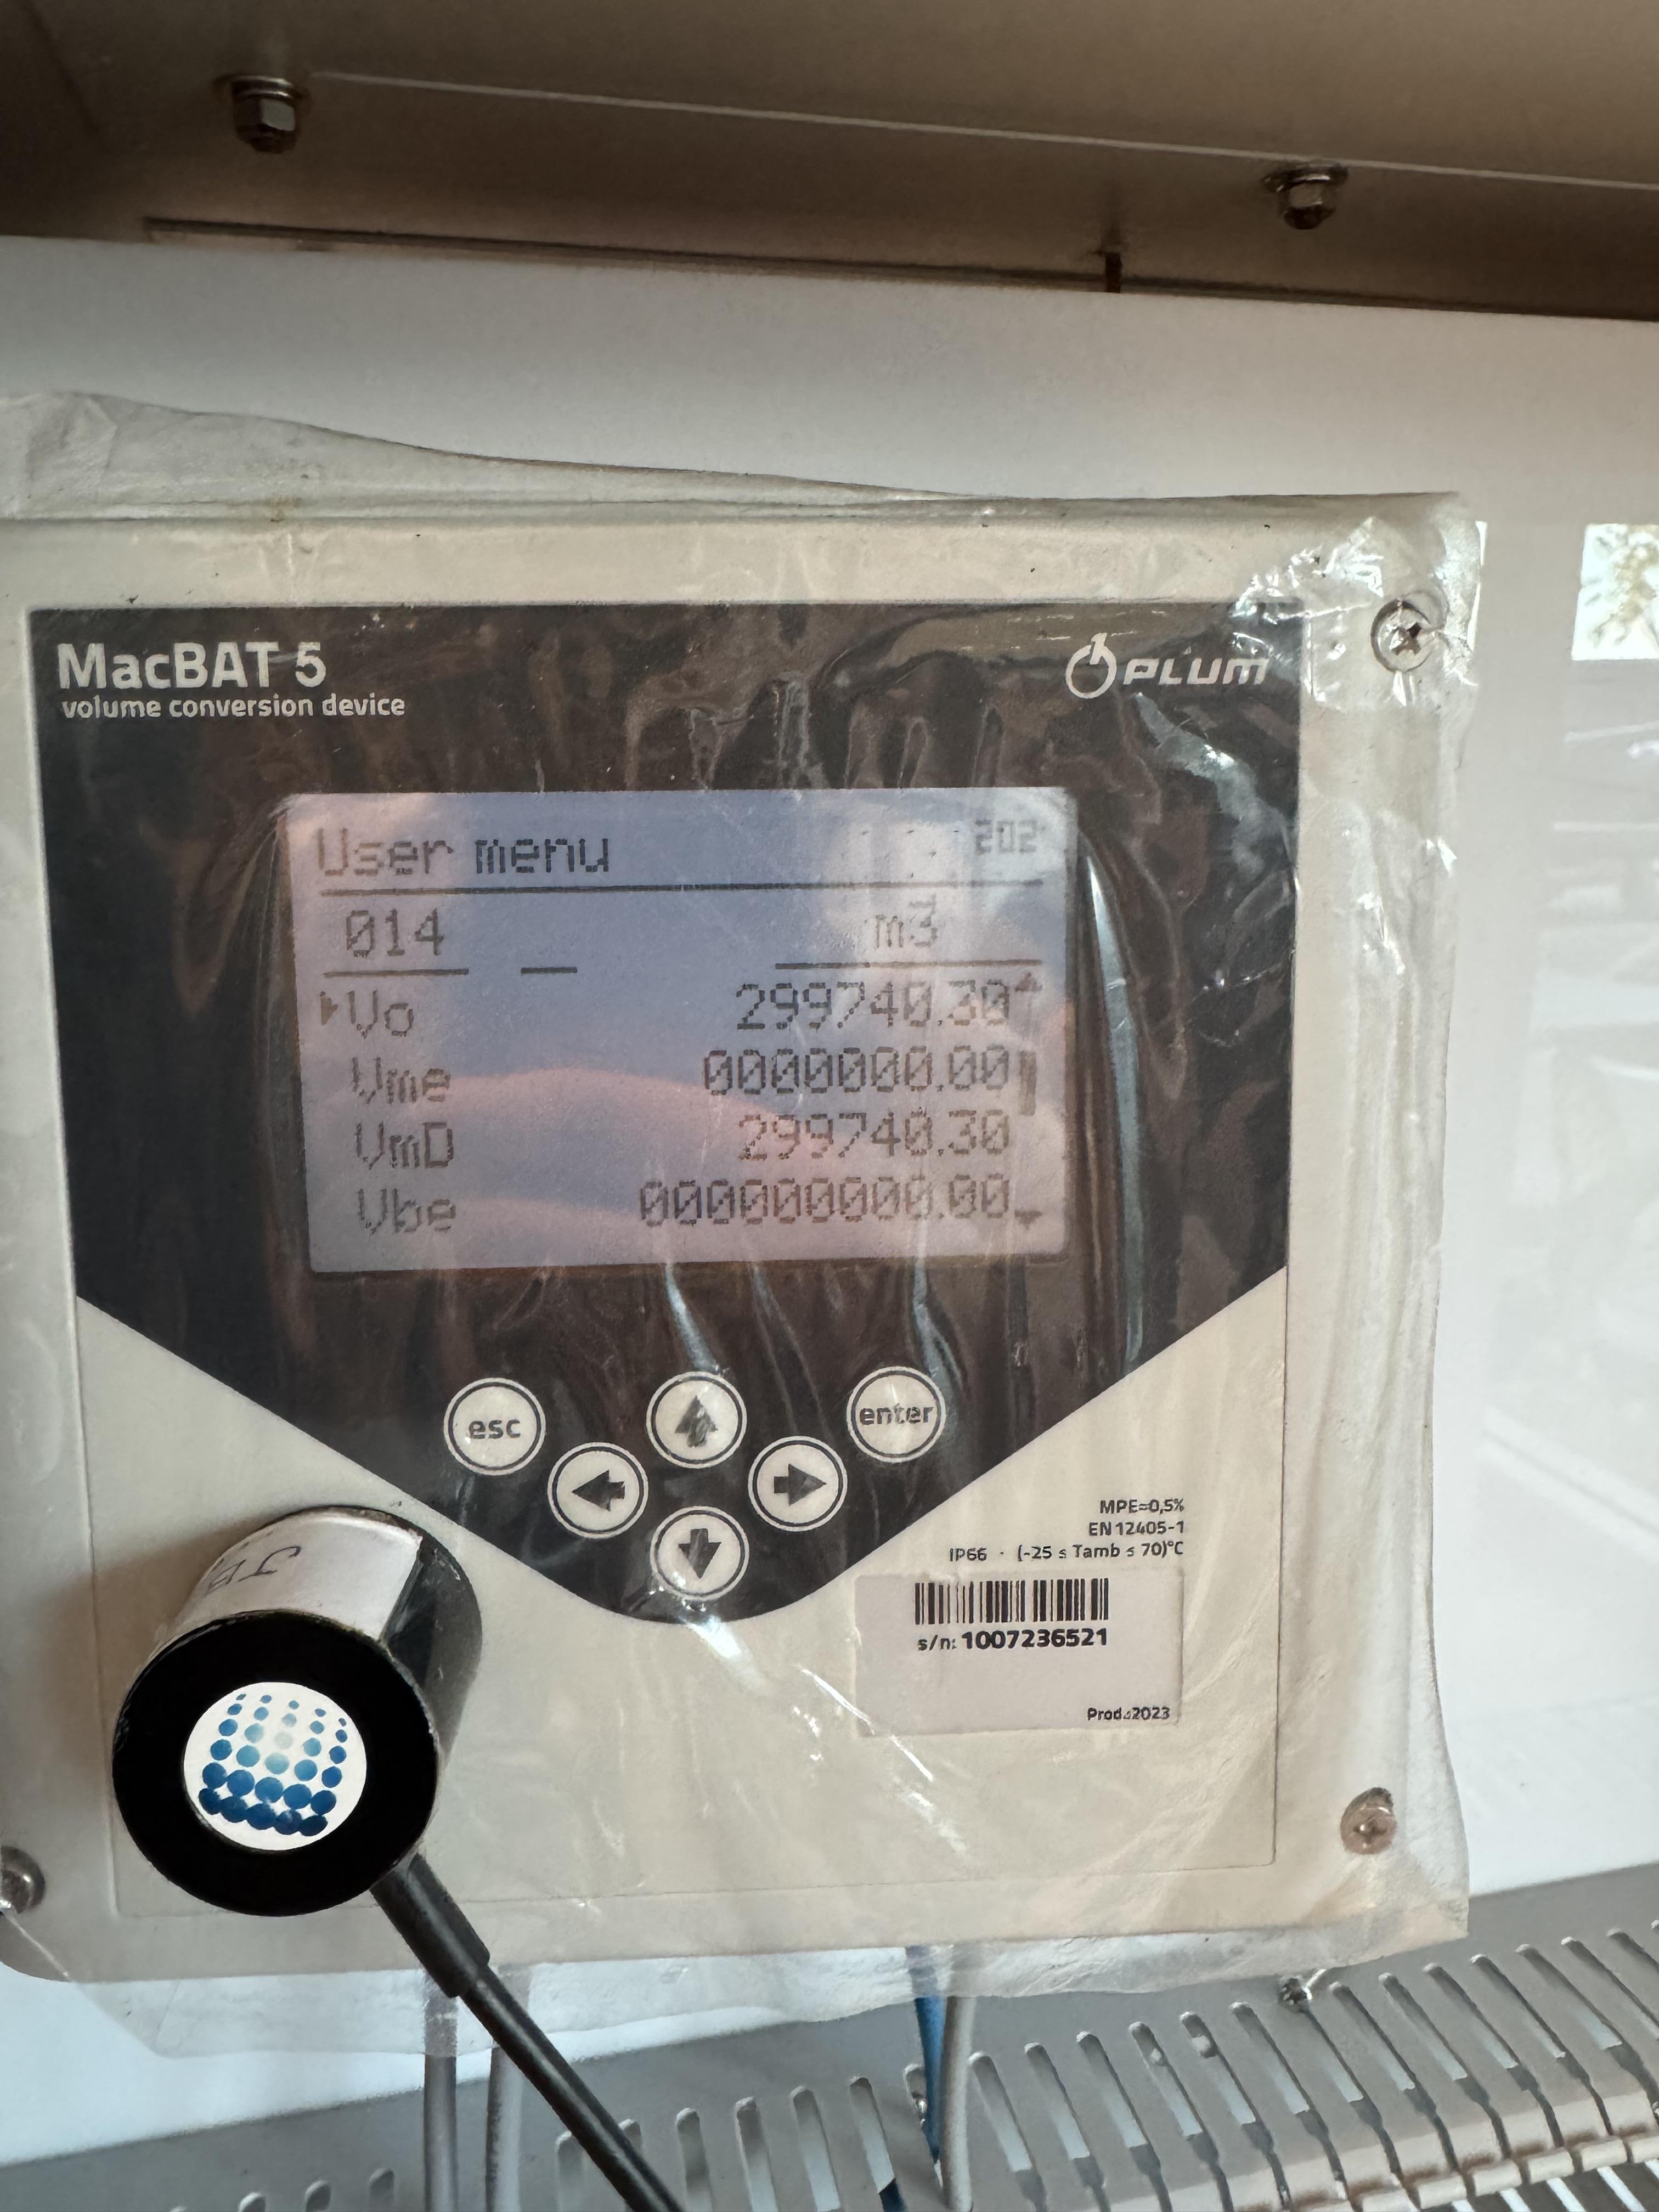 MacBAT 5
volume conversion device
PLUM
User menu
202
014 _ m3
Vo 299740.30
Vme 0000000.00
VmD 299740.30
Vbe 000000000.00
esc
enter
MPE=0,5%
EN 12405-1
IP66 - (-25 ≤ Tamb ≤ 70)°C
s/n: 1007236521
Prod.:2023